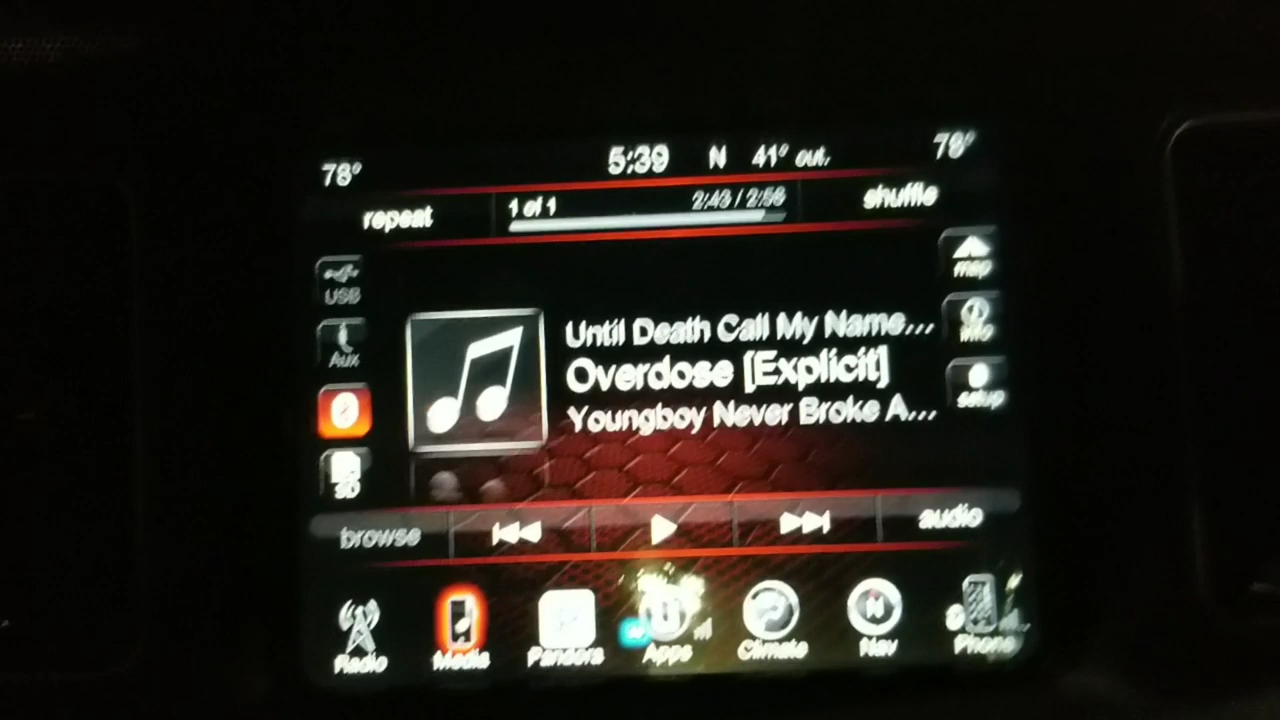 78° 5:39 N 41° out. 78°
repeat 1 of 1 2:43 / 2:56 shuffle
USB
map
Aux
info
SD
setup
Until Death Call My Name...
Overdose [Explicit]
Youngboy Never Broke A...
browse audio
Radio Media Pandora Apps Climate Nav Phone